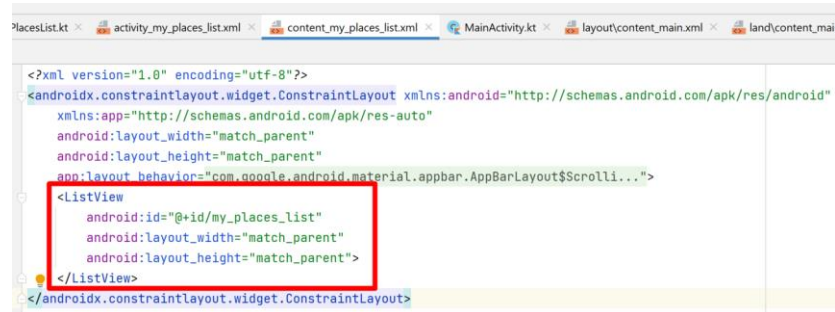 PlacesList.kt × activity_my_places_list.xml × content_my_places_list.xml × MainActivity.kt × layout\content_main.xml × land\content_mai
<?xml version="1.0" encoding="utf-8"?>
<androidx.constraintlayout.widget.ConstraintLayout xmlns:android="http://schemas.android.com/apk/res/android"
xmlns:app="http://schemas.android.com/apk/res-auto"
android:layout_width="match_parent"
android:layout_height="match_parent"
app:layout_behavior="com.google.android.material.appbar.AppBarLayout$Scrolli...">
<ListView
android:id="@+id/my_places_list"
android:layout_width="match_parent"
android:layout_height="match_parent">
</ListView>
</androidx.constraintlayout.widget.ConstraintLayout>